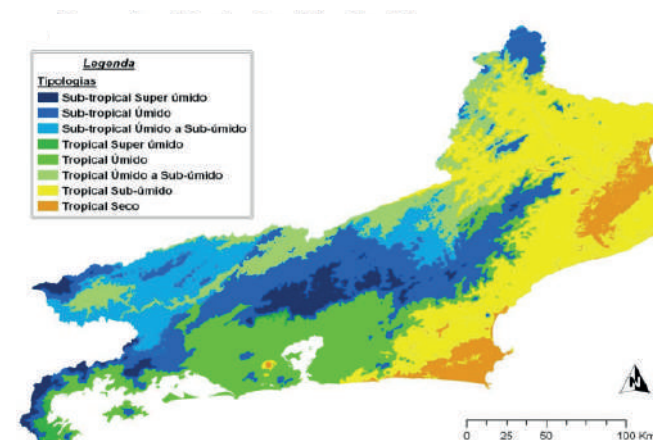 Legenda
Tipologias
Sub-tropical Super úmido
Sub-tropical Úmido
Sub-tropical Úmido a Sub-úmido
Tropical Super úmido
Tropical Úmido
Tropical Úmido a Sub-úmido
Tropical Sub-úmido
Tropical Seco
N
0 25 50 100 Km